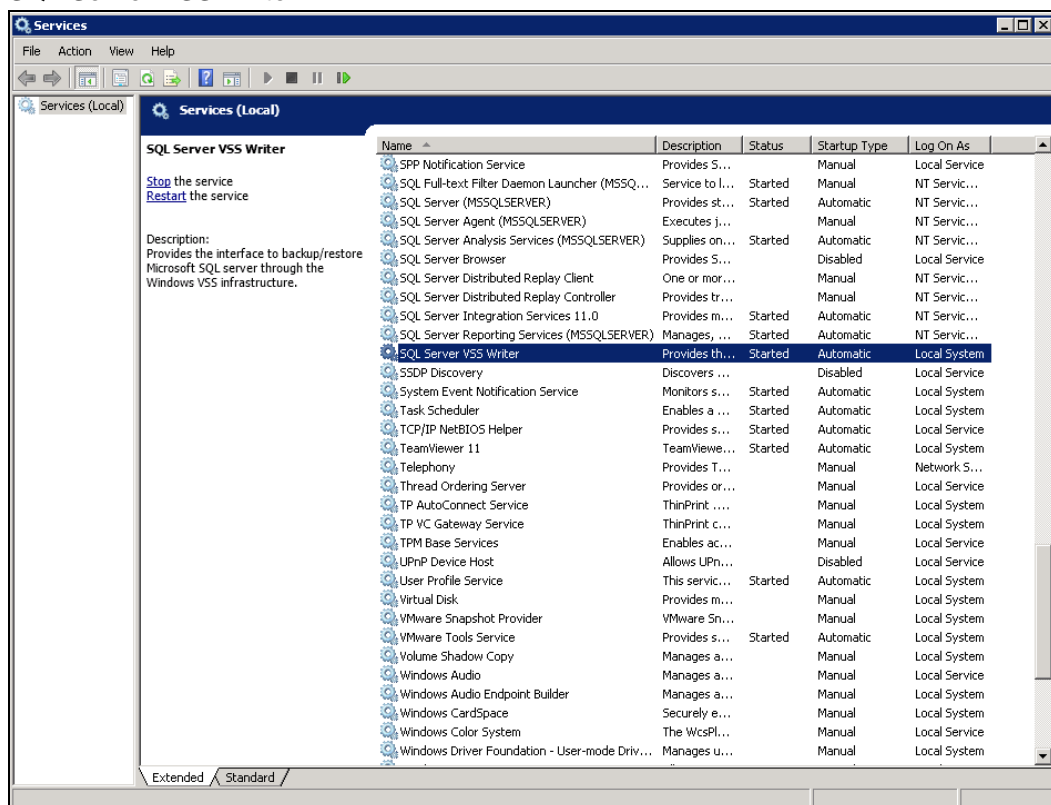 Services
File Action View Help
Services (Local)
Services (Local)
SQL Server VSS Writer
Stop the service
Restart the service
Description:
Provides the interface to backup/restore
Microsoft SQL server through the
Windows VSS infrastructure.
Name Description Status Startup Type Log On As
SPP Notification Service Provides S... Manual Local Service
SQL Full-text Filter Daemon Launcher (MSSQ... Service to l... Started Manual NT Servic...
SQL Server (MSSQLSERVER) Provides st... Started Automatic NT Servic...
SQL Server Agent (MSSQLSERVER) Executes j... Manual NT Servic...
SQL Server Analysis Services (MSSQLSERVER) Supplies on... Started Automatic NT Servic...
SQL Server Browser Provides S... Disabled Local Service
SQL Server Distributed Replay Client One or mor... Manual NT Servic...
SQL Server Distributed Replay Controller Provides tr... Manual NT Servic...
SQL Server Integration Services 11.0 Provides m... Started Automatic NT Servic...
SQL Server Reporting Services (MSSQLSERVER) Manages, ... Started Automatic NT Servic...
SQL Server VSS Writer Provides th... Started Automatic Local System
SSDP Discovery Discovers ... Disabled Local Service
System Event Notification Service Monitors s... Started Automatic Local System
Task Scheduler Enables a ... Started Automatic Local System
TCP/IP NetBIOS Helper Provides s... Started Automatic Local Service
TeamViewer 11 TeamViewe... Started Automatic Local System
Telephony Provides T... Manual Network S...
Thread Ordering Server Provides or... Manual Local Service
TP AutoConnect Service ThinPrint .... Manual Local System
TP VC Gateway Service ThinPrint c... Manual Local System
TPM Base Services Enables ac... Manual Local Service
UPnP Device Host Allows UPn... Disabled Local Service
User Profile Service This servic... Started Automatic Local System
Virtual Disk Provides m... Manual Local System
VMware Snapshot Provider VMware Sn... Manual Local System
VMware Tools Service Provides s... Started Automatic Local System
Volume Shadow Copy Manages a... Manual Local System
Windows Audio Manages a... Manual Local Service
Windows Audio Endpoint Builder Manages a... Manual Local System
Windows CardSpace Securely e... Manual Local System
Windows Color System The WcsPl... Manual Local Service
Windows Driver Foundation - User-mode Driv... Manages u... Manual Local System
Extended Standard